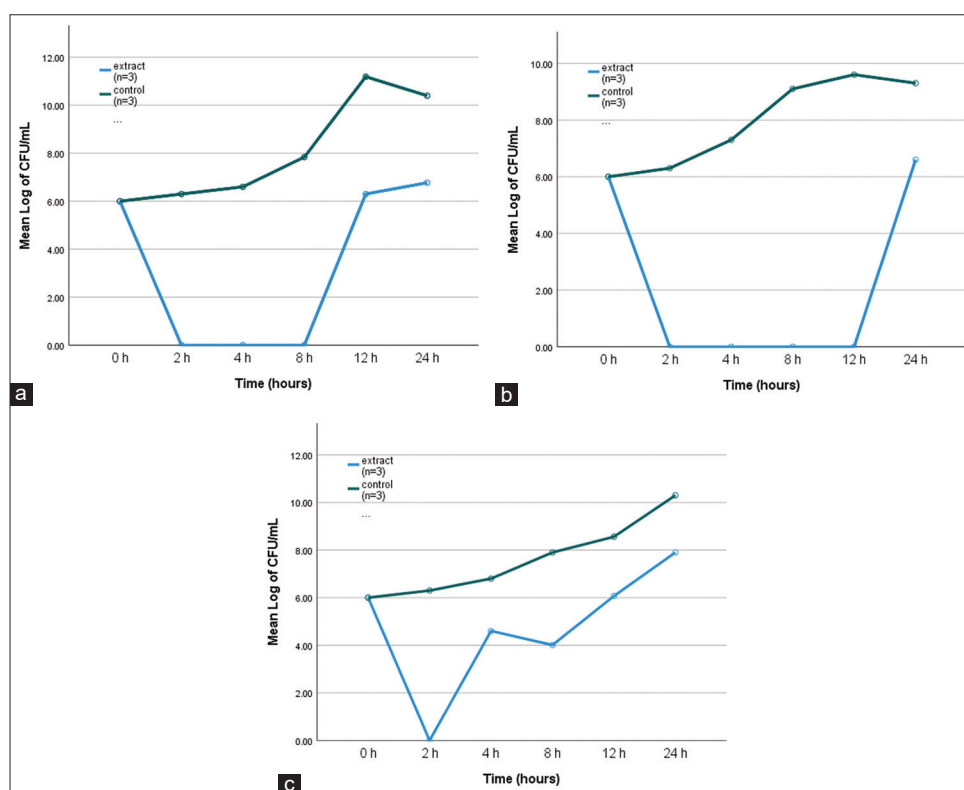 12.00
10.00
8.00
6.00
4.00
2.00
0.00
Mean Log of CFU/mL
extract
(n=3)
control
(n=3)
...
0 h
2 h
4 h
8 h
12 h
24 h
Time (hours)
a
10.00
8.00
6.00
4.00
2.00
0.00
Mean Log of CFU/mL
extract
(n=3)
control
(n=3)
...
0 h
2 h
4 h
8 h
12 h
24 h
Time (hours)
b
12.00
10.00
8.00
6.00
4.00
2.00
0.00
Mean Log of CFU/mL
extract
(n=3)
control
(n=3)
...
0 h
2 h
4 h
8 h
12 h
24 h
Time (hours)
c